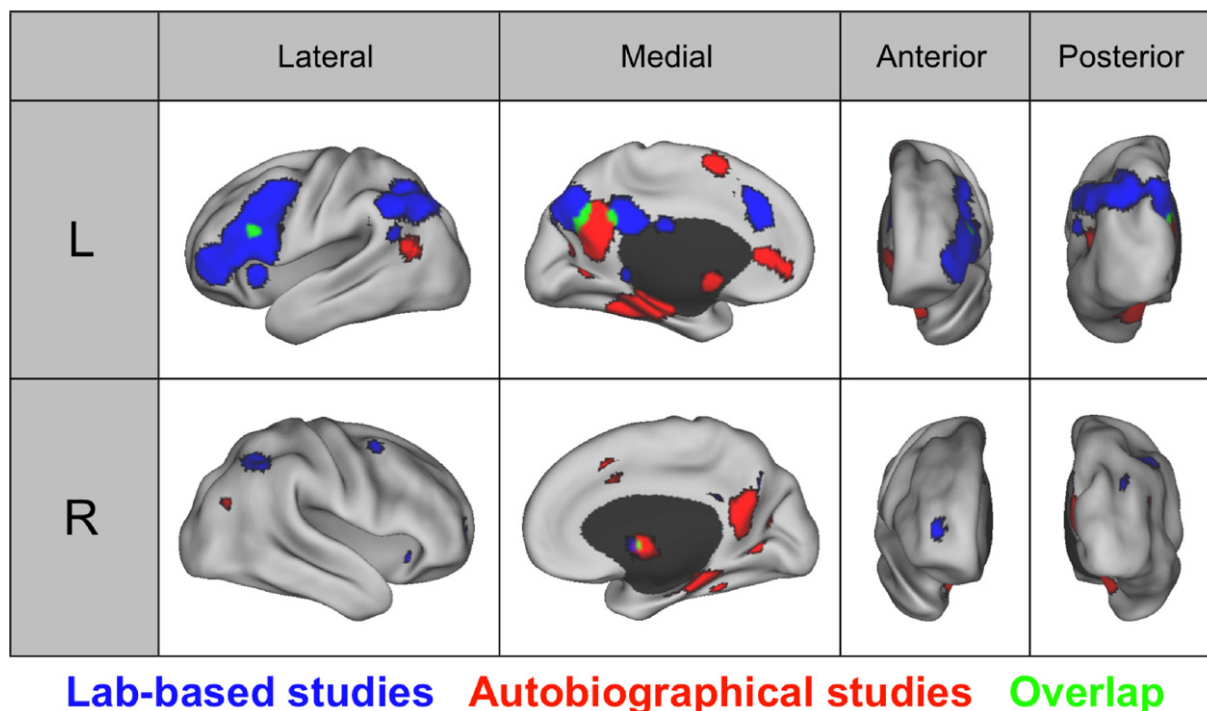 Lateral Medial Anterior Posterior
L
R
Lab-based studies Autobiographical studies Overlap